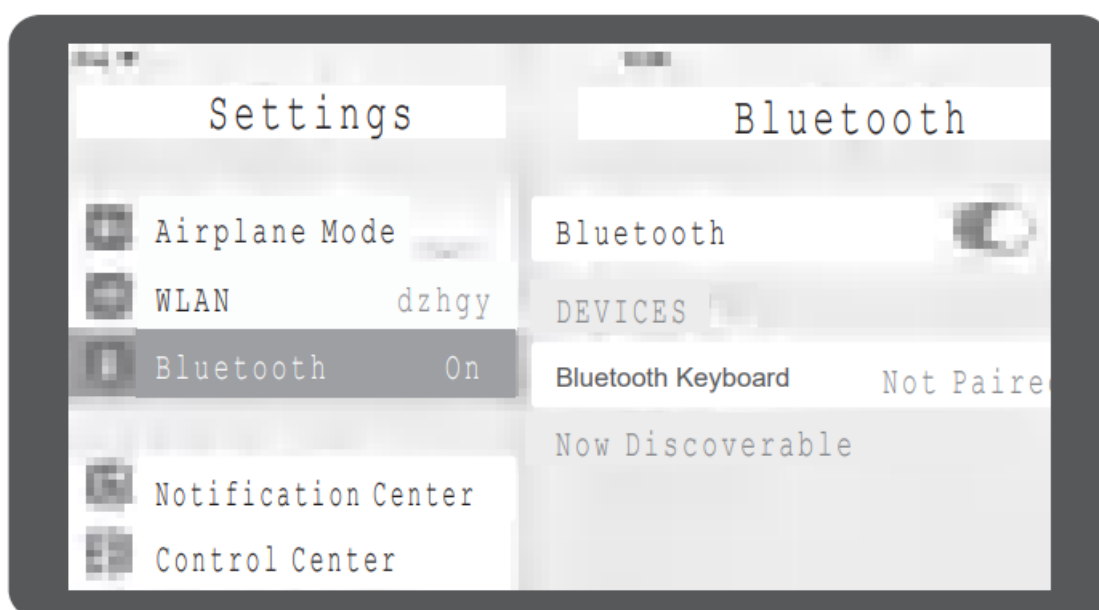 Settings
Airplane Mode
WLAN dzhgy
Bluetooth On
Notification Center
Control Center
Bluetooth
Bluetooth
DEVICES
Bluetooth Keyboard Not Paire
Now Discoverable